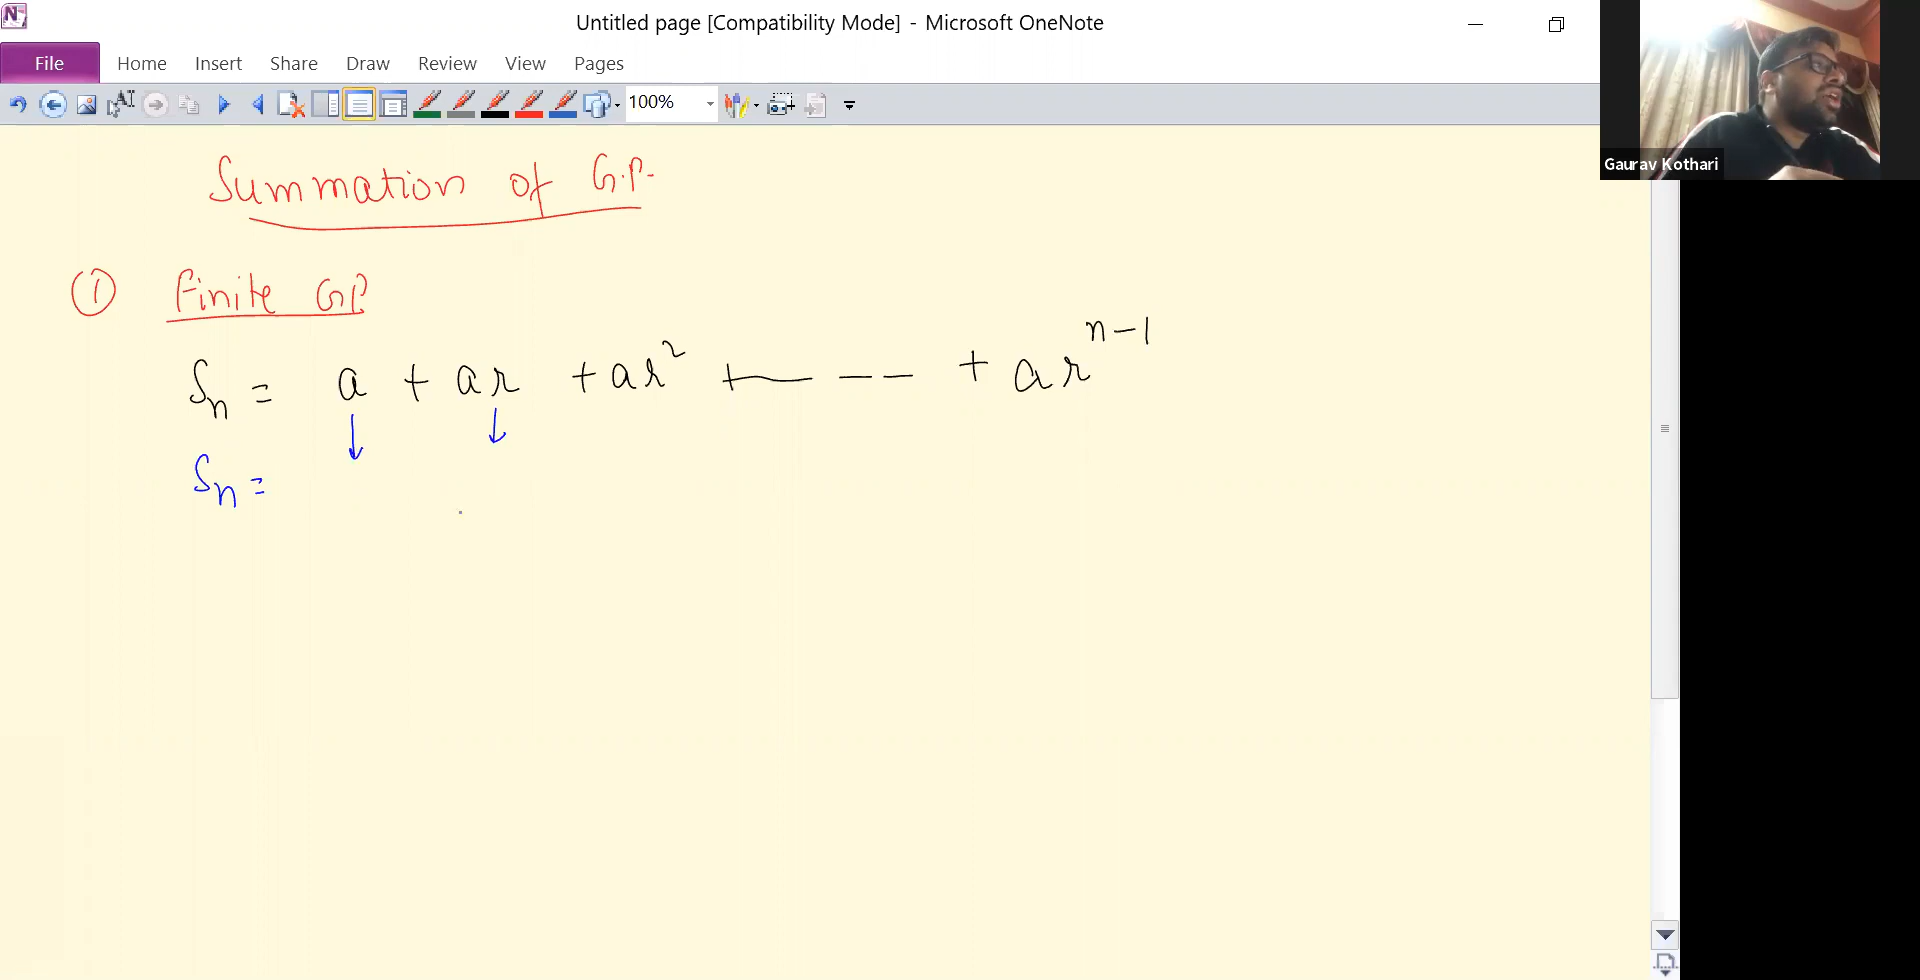 Untitled page [Compatibility Mode] - Microsoft OneNote
File Home Insert Share Draw Review View Pages
100%
Gaurav Kothari
Summation of G.P.
① Finite GP
Sn = a + ar + ar² + ——— — — + ar^(n-1)
↓ ↓
Sn =